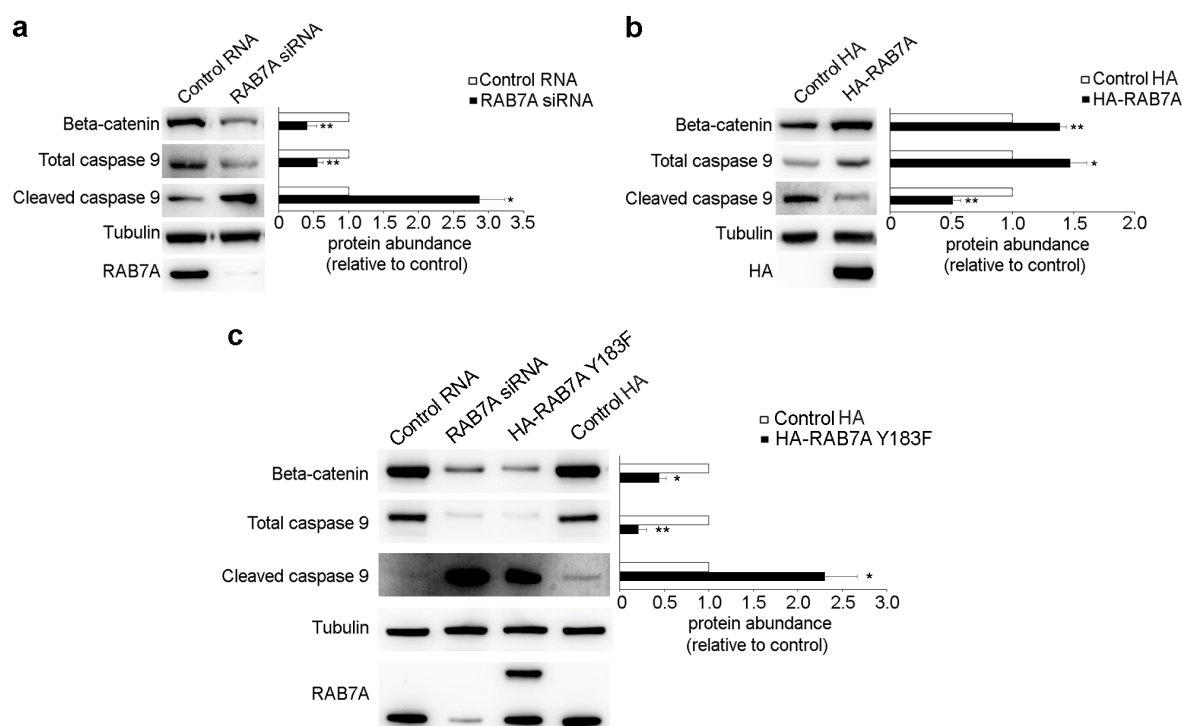 a
Control RNA
RAB7A siRNA
Control RNA
RAB7A siRNA
Beta-catenin
**
Total caspase 9
**
Cleaved caspase 9
*
Tubulin
0 0.5 1.0 1.5 2.0 2.5 3.0 3.5
protein abundance
(relative to control)
RAB7A
b
Control HA
HA-RAB7A
Control HA
HA-RAB7A
Beta-catenin
**
Total caspase 9
*
Cleaved caspase 9
**
Tubulin
0 0.5 1.0 1.5 2.0
protein abundance
(relative to control)
HA
c
Control RNA
RAB7A siRNA
HA-RAB7A Y183F
Control HA
Control HA
HA-RAB7A Y183F
Beta-catenin
*
Total caspase 9
**
Cleaved caspase 9
*
0 0.5 1.0 1.5 2.0 2.5 3.0
protein abundance
(relative to control)
Tubulin
RAB7A